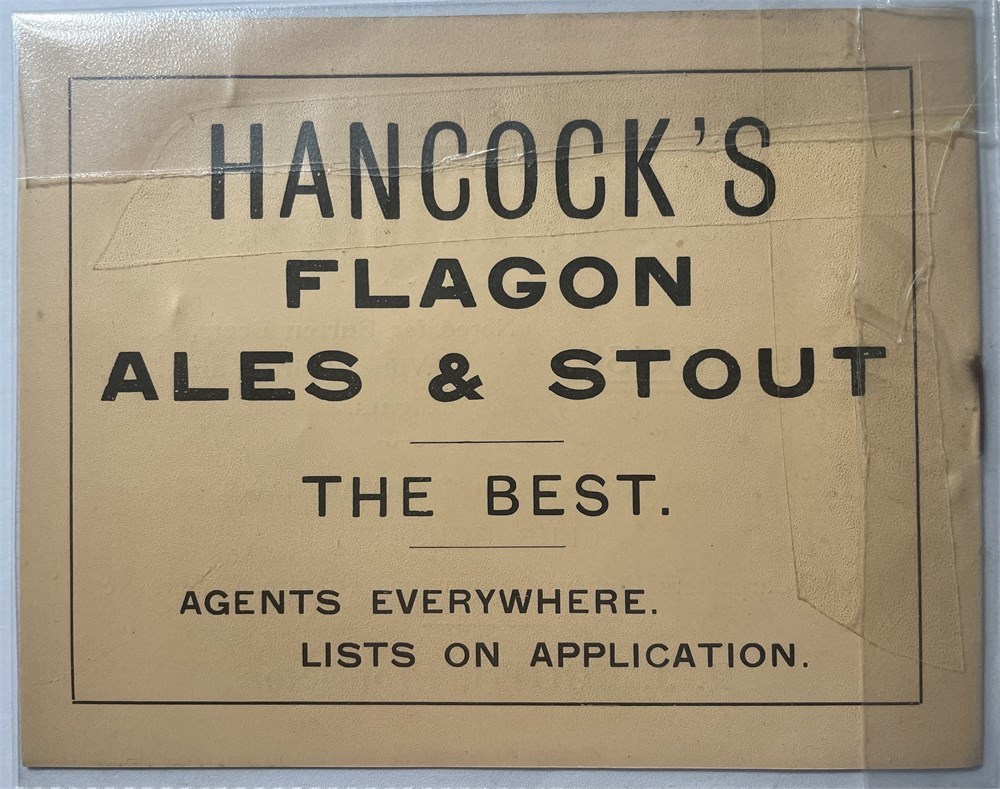 HANCOCK'S
FLAGON
ALES & STOUT
THE BEST.
AGENTS EVERYWHERE.
LISTS ON APPLICATION.